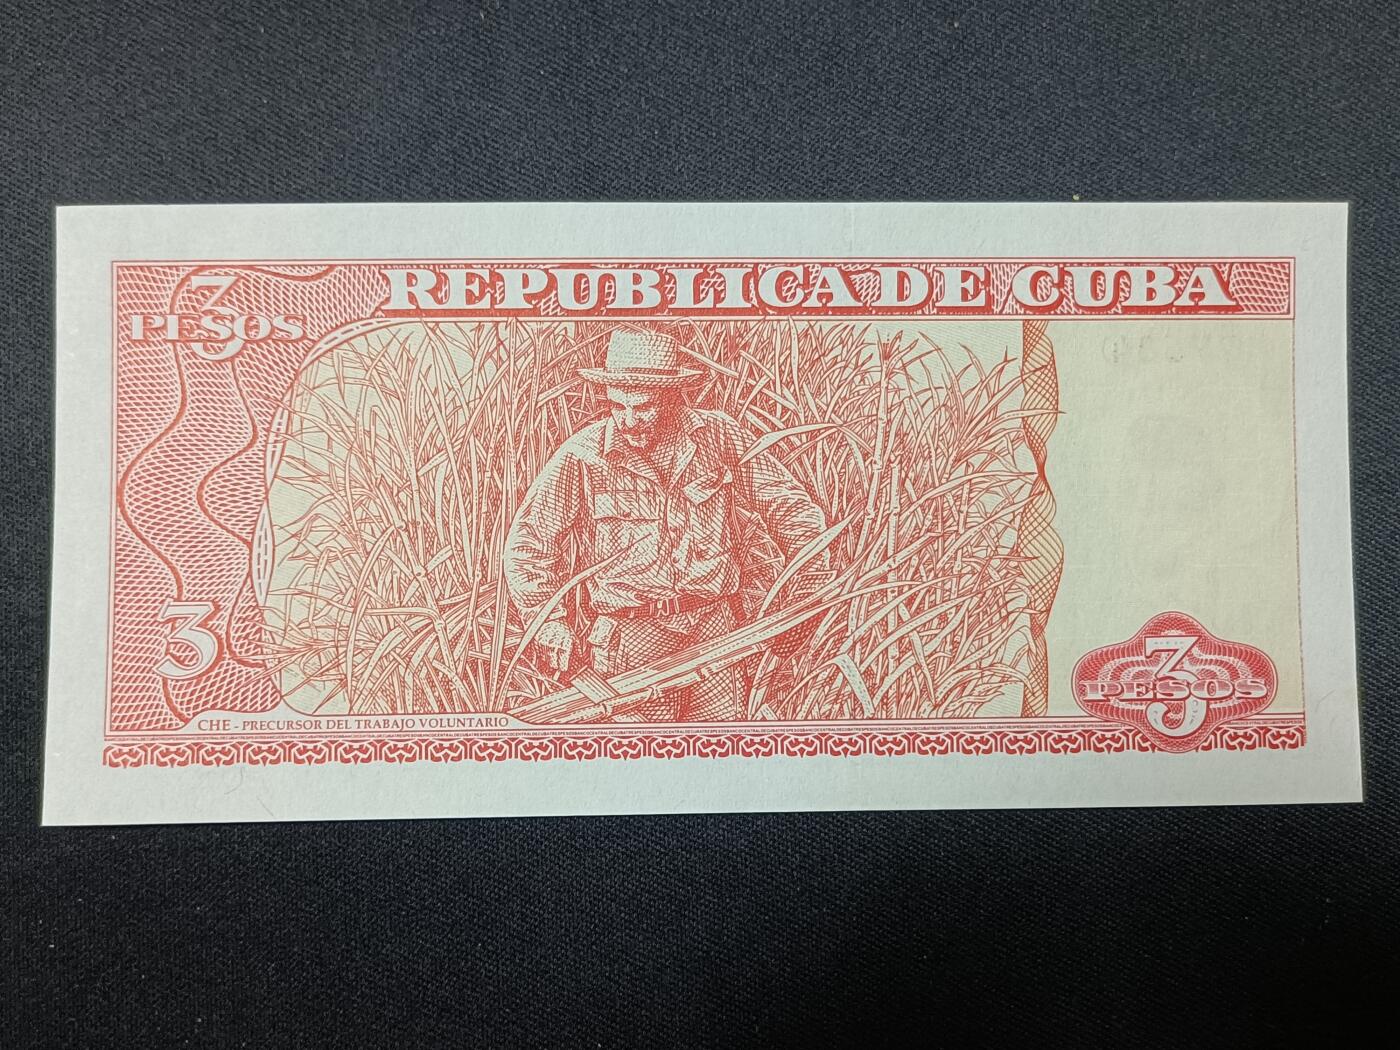 3
PESOS
REPUBLICA DE CUBA
3
3
PESOS
CHE - PRECURSOR DEL TRABAJO VOLUNTARIO